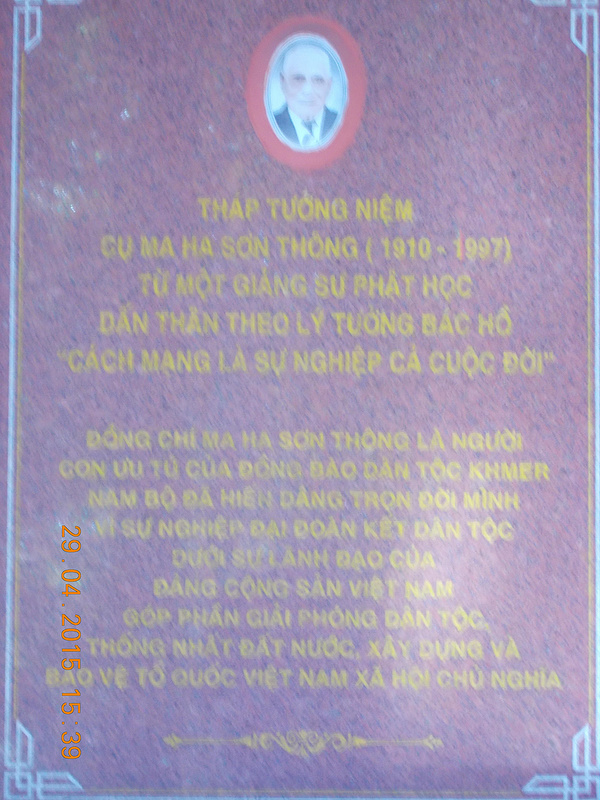 THÁP TƯỞNG NIỆM
CỤ MA HA SƠN THÔNG ( 1910 - 1997)
TỪ MỘT GIẢNG SƯ PHẬT HỌC
DẤN THÂN THEO LÝ TƯỞNG BÁC HỒ
"CÁCH MẠNG LÀ SỰ NGHIỆP CẢ CUỘC ĐỜI"
ĐỒNG CHÍ MA HA SƠN THÔNG LÀ NGƯỜI
CON ƯU TÚ CỦA ĐỒNG BÀO DÂN TỘC KHMER
NAM BỘ ĐÃ HIẾN DÂNG TRỌN ĐỜI MÌNH
VÌ SỰ NGHIỆP ĐẠI ĐOÀN KẾT DÂN TỘC
DƯỚI SỰ LÃNH ĐẠO CỦA
ĐẢNG CỘNG SẢN VIỆT NAM
GÓP PHẦN GIẢI PHÓNG DÂN TỘC,
THỐNG NHẤT ĐẤT NƯỚC, XÂY DỰNG VÀ
BẢO VỆ TỔ QUỐC VIỆT NAM XÃ HỘI CHỦ NGHĨA
29.04.2015 15:39